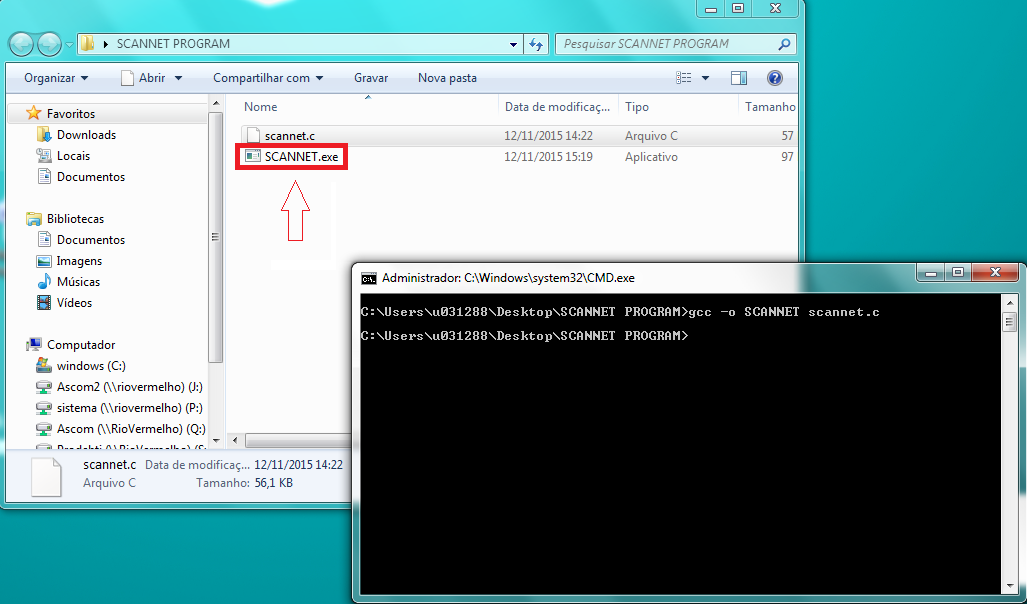 SCANNET PROGRAM
Pesquisar SCANNET PROGRAM
Organizar Abrir Compartilhar com Gravar Nova pasta
Nome Data de modificaç... Tipo Tamanho
Favoritos
Downloads
Locais
Documentos
Bibliotecas
Documentos
Imagens
Músicas
Vídeos
Computador
windows (C:)
Ascom2 (\\riovermelho) (J:)
sistema (\\riovermelho) (P:)
Ascom (\\RioVermelho) (Q:)
scannet.c 12/11/2015 14:22 Arquivo C 57
SCANNET.exe 12/11/2015 15:19 Aplicativo 97
scannet.c Data de modificaç... 12/11/2015 14:22
Arquivo C Tamanho: 56,1 KB
C:\. Administrador: C:\Windows\system32\CMD.exe
C:\Users\u031288\Desktop\SCANNET PROGRAM>gcc -o SCANNET scannet.c
C:\Users\u031288\Desktop\SCANNET PROGRAM>